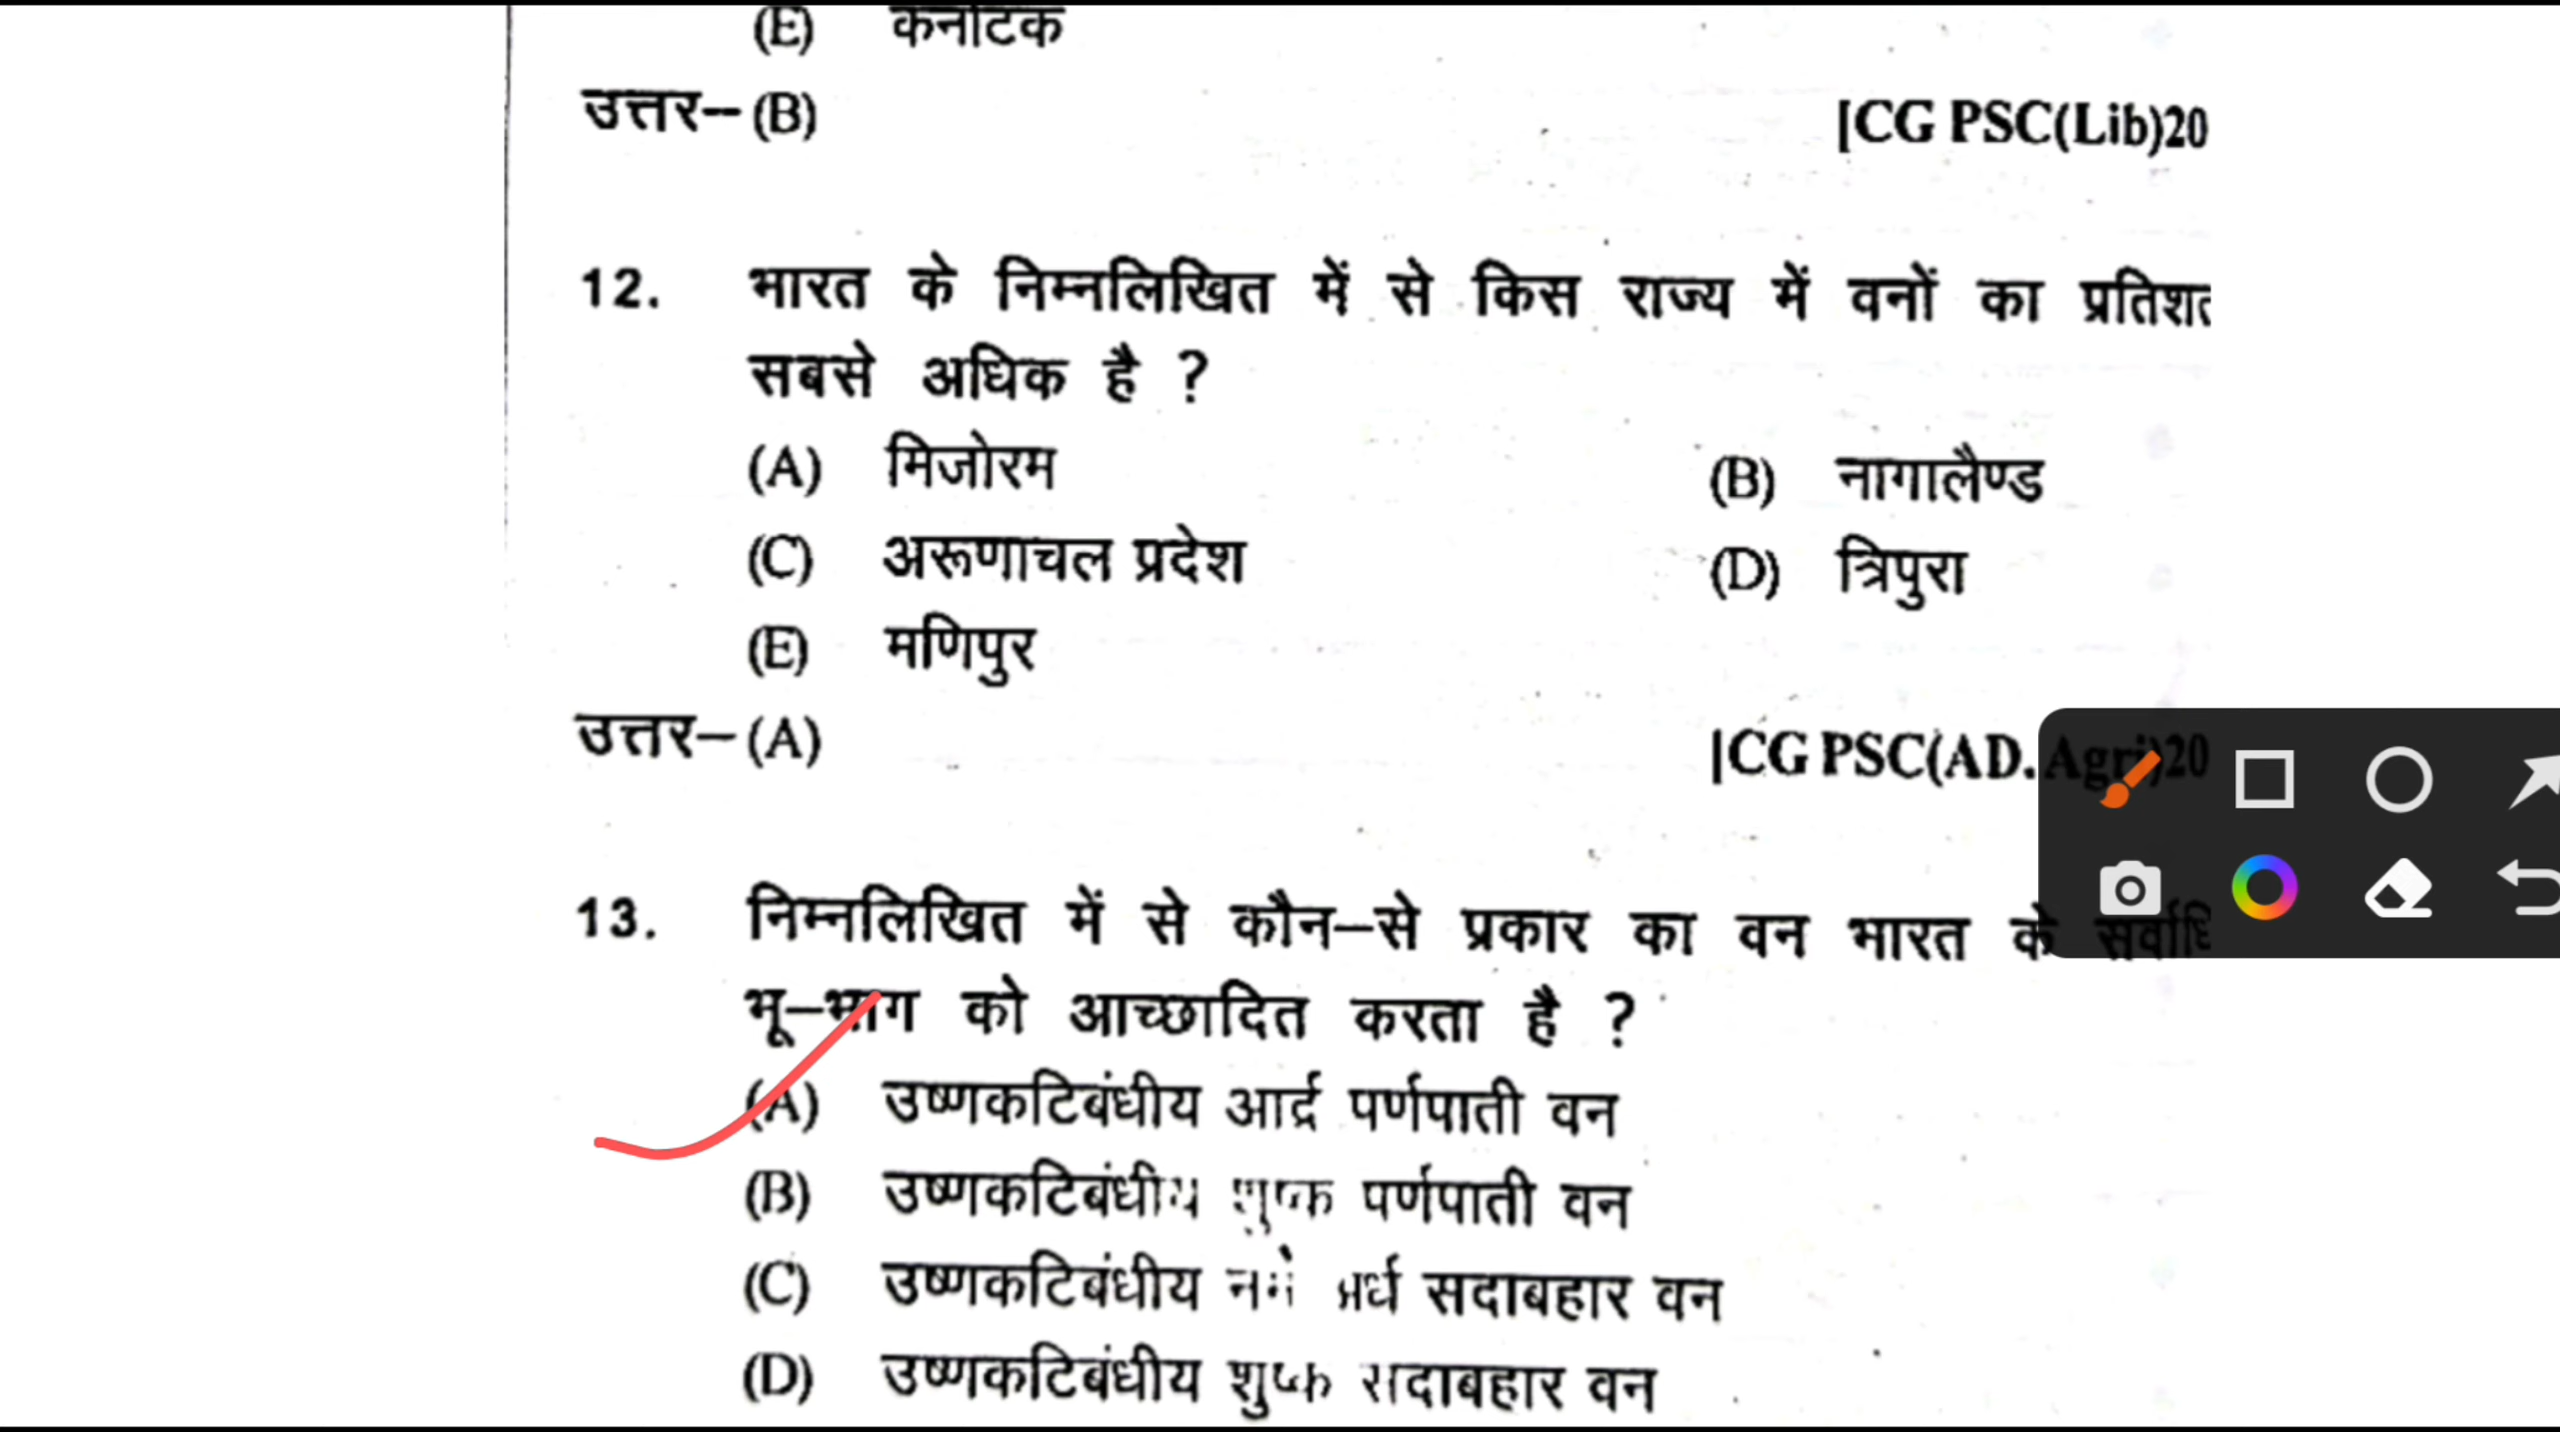 (E) कर्नाटक
उत्तर–(B) [CG PSC(Lib)20
12. भारत के निम्नलिखित में से किस राज्य में वनों का प्रतिशत
सबसे अधिक है ?
(A) मिजोरम (B) नागालैण्ड
(C) अरूणाचल प्रदेश (D) त्रिपुरा
(E) मणिपुर
उत्तर–(A) [CG PSC(AD. Agri)20
13. निम्नलिखित में से कौन–से प्रकार का वन भारत के
भू–भाग को आच्छादित करता है ?
(A) उष्णकटिबंधीय आर्द्र पर्णपाती वन
(B) उष्णकटिबंधीय शुष्क पर्णपाती वन
(C) उष्णकटिबंधीय सदाबहार वन
(D) उष्णकटिबंधीय शुष्क सदाबहार वन